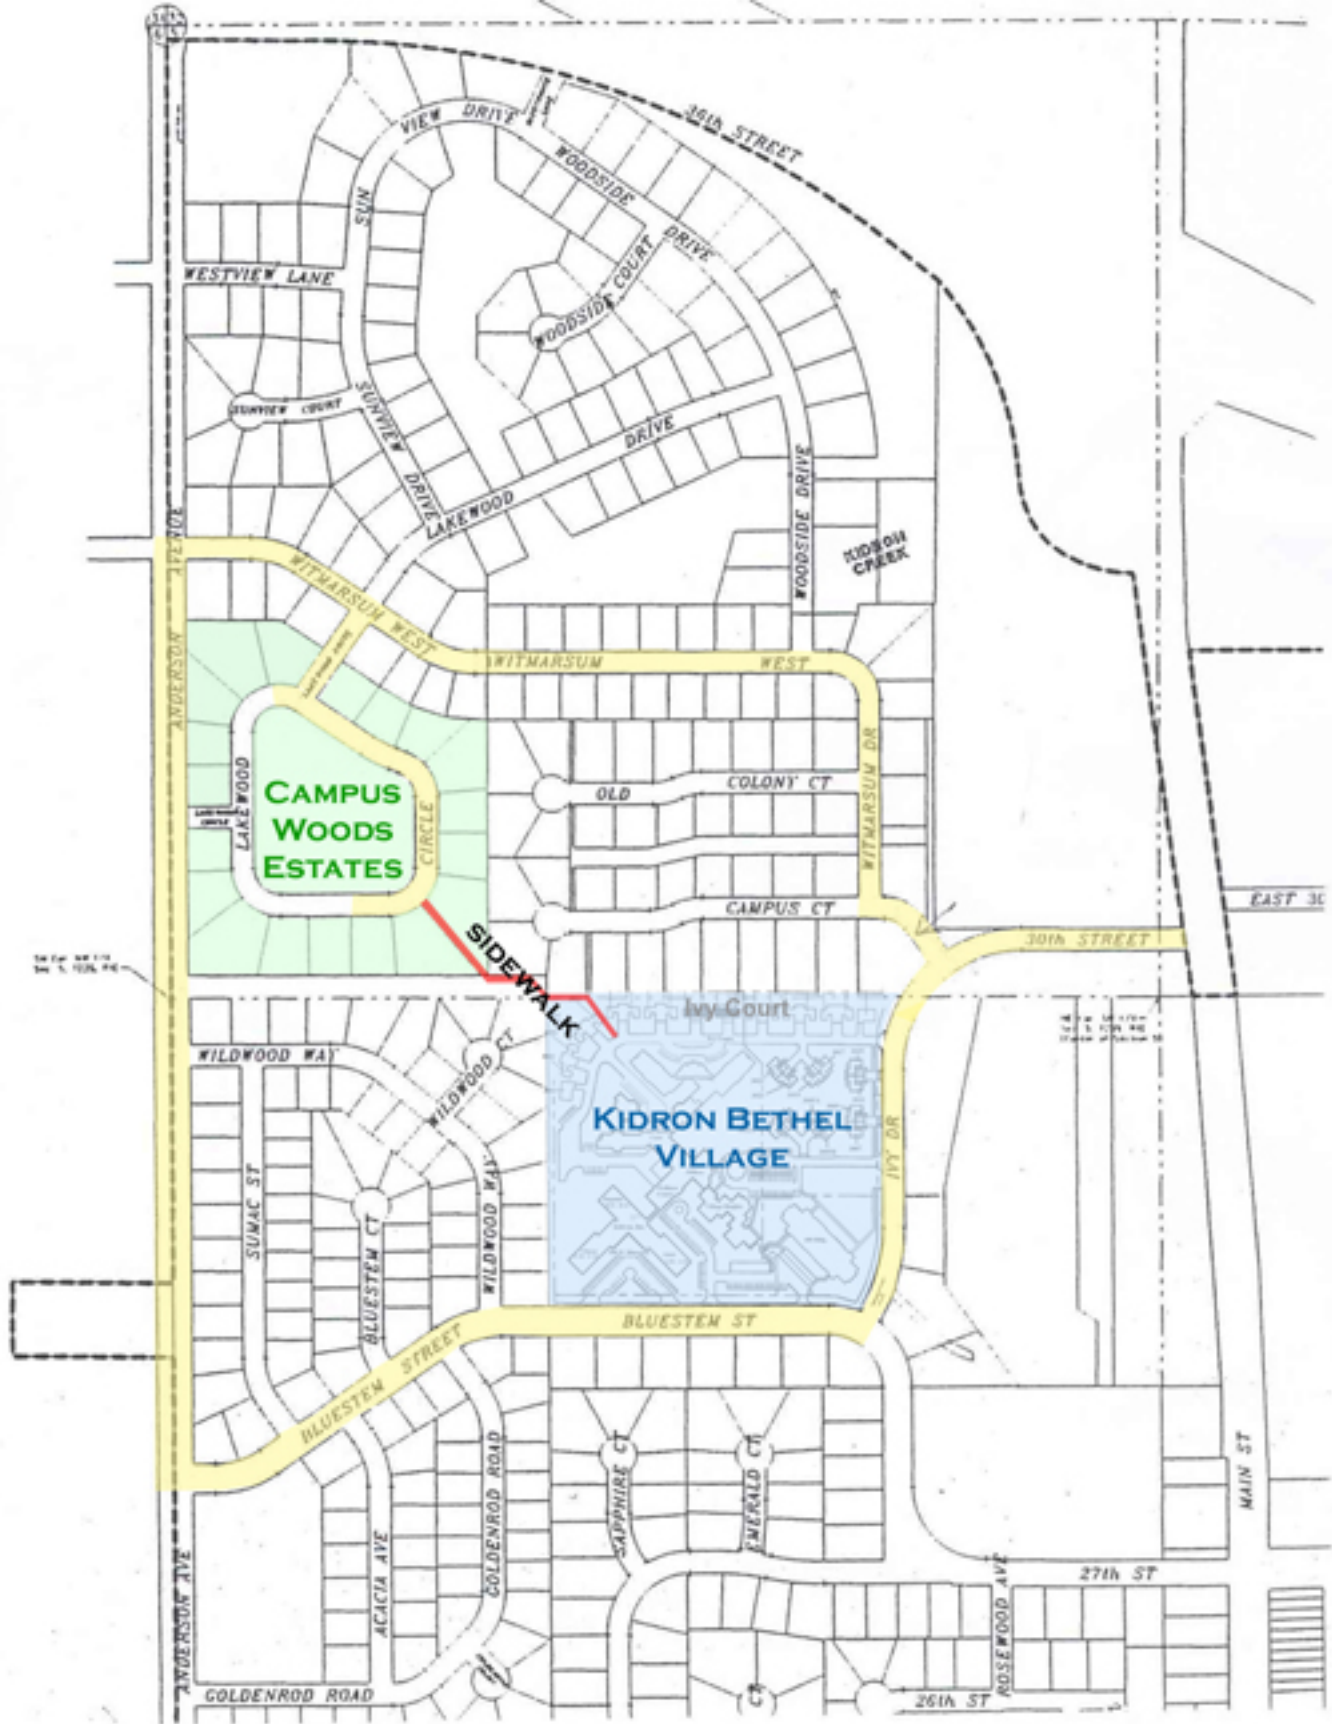 36th STREET
VIEW DRIVE
SUN
WOODSIDE
DRIVE
WOODSIDE COURT
WESTVIEW LANE
SUNVIEW COURT
SUNVIEW DRIVE
LAKEWOOD
DRIVE
WOODSIDE DRIVE
KIDRON
CREEK
AVENUE
ANDERSON
WITMARSUM WEST
WITMARSUM
WEST
WITMARSUM DR
LAKEWOOD
CIRCLE
CAMPUS
WOODS
ESTATES
OLD
COLONY CT
CAMPUS CT
EAST 30
30th STREET
SIDEWALK
Ivy Court
WILDWOOD WAY
WILDWOOD CT
KIDRON BETHEL
VILLAGE
IVY DR
SUMAC ST
BLUESTEM CT
WILDWOOD WY
BLUESTEM ST
BLUESTEM STREET
GOLDENROD ROAD
SAPPHIRE CT
EMERALD CT
MAIN ST
ANDERSON AVE
ACACIA AVE
27th ST
ROSEWOOD AVE
GOLDENROD ROAD
CT
26th ST